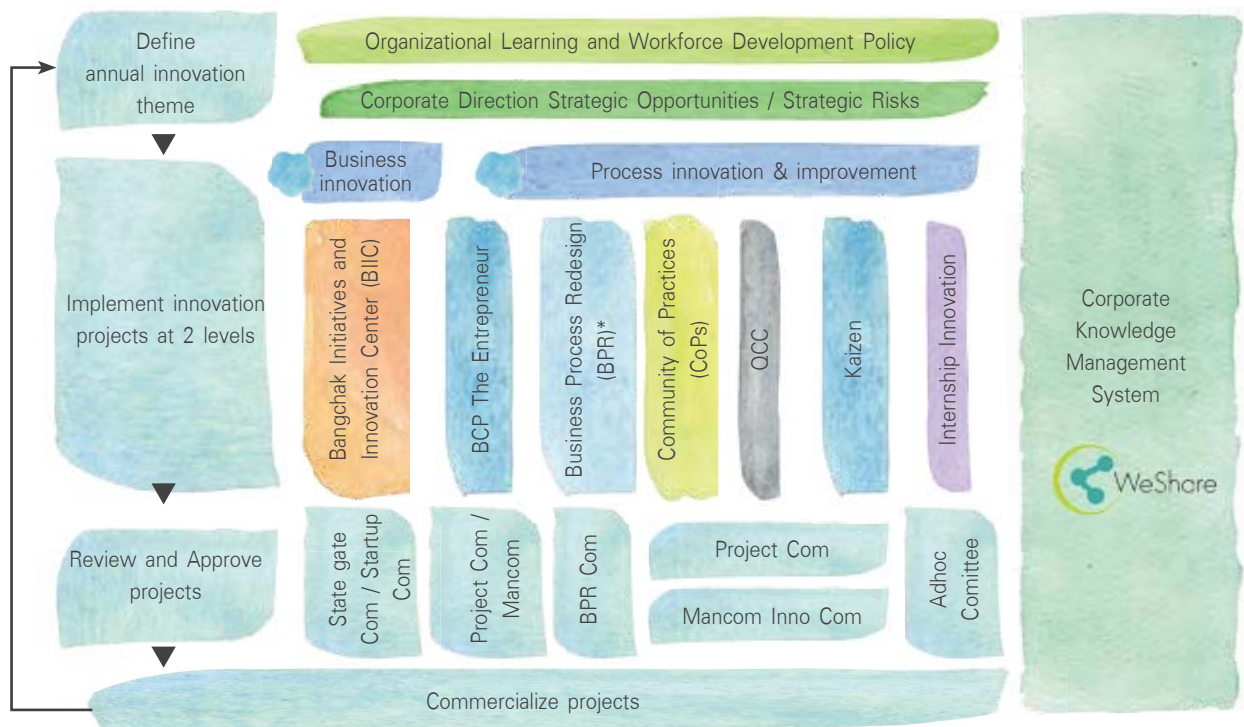 Define
annual innovation
theme
Organizational Learning and Workforce Development Policy
Corporate Direction Strategic Opportunities / Strategic Risks
Business
innovation
Process innovation & improvement
Implement innovation
projects at 2 levels
Bangchak Initiatives and
Innovation Center (BIIC)
BCP The Entrepreneur
Business Process Redesign
(BPR)*
Community of Practices
(CoPs)
QCC
Kaizen
Internship Innovation
Corporate
Knowledge
Management
System
WeShare
Review and Approve
projects
State gate
Com / Startup
Com
Project Com /
Mancom
BPR Com
Project Com
Mancom Inno Com
Adhoc
Comittee
Commercialize projects